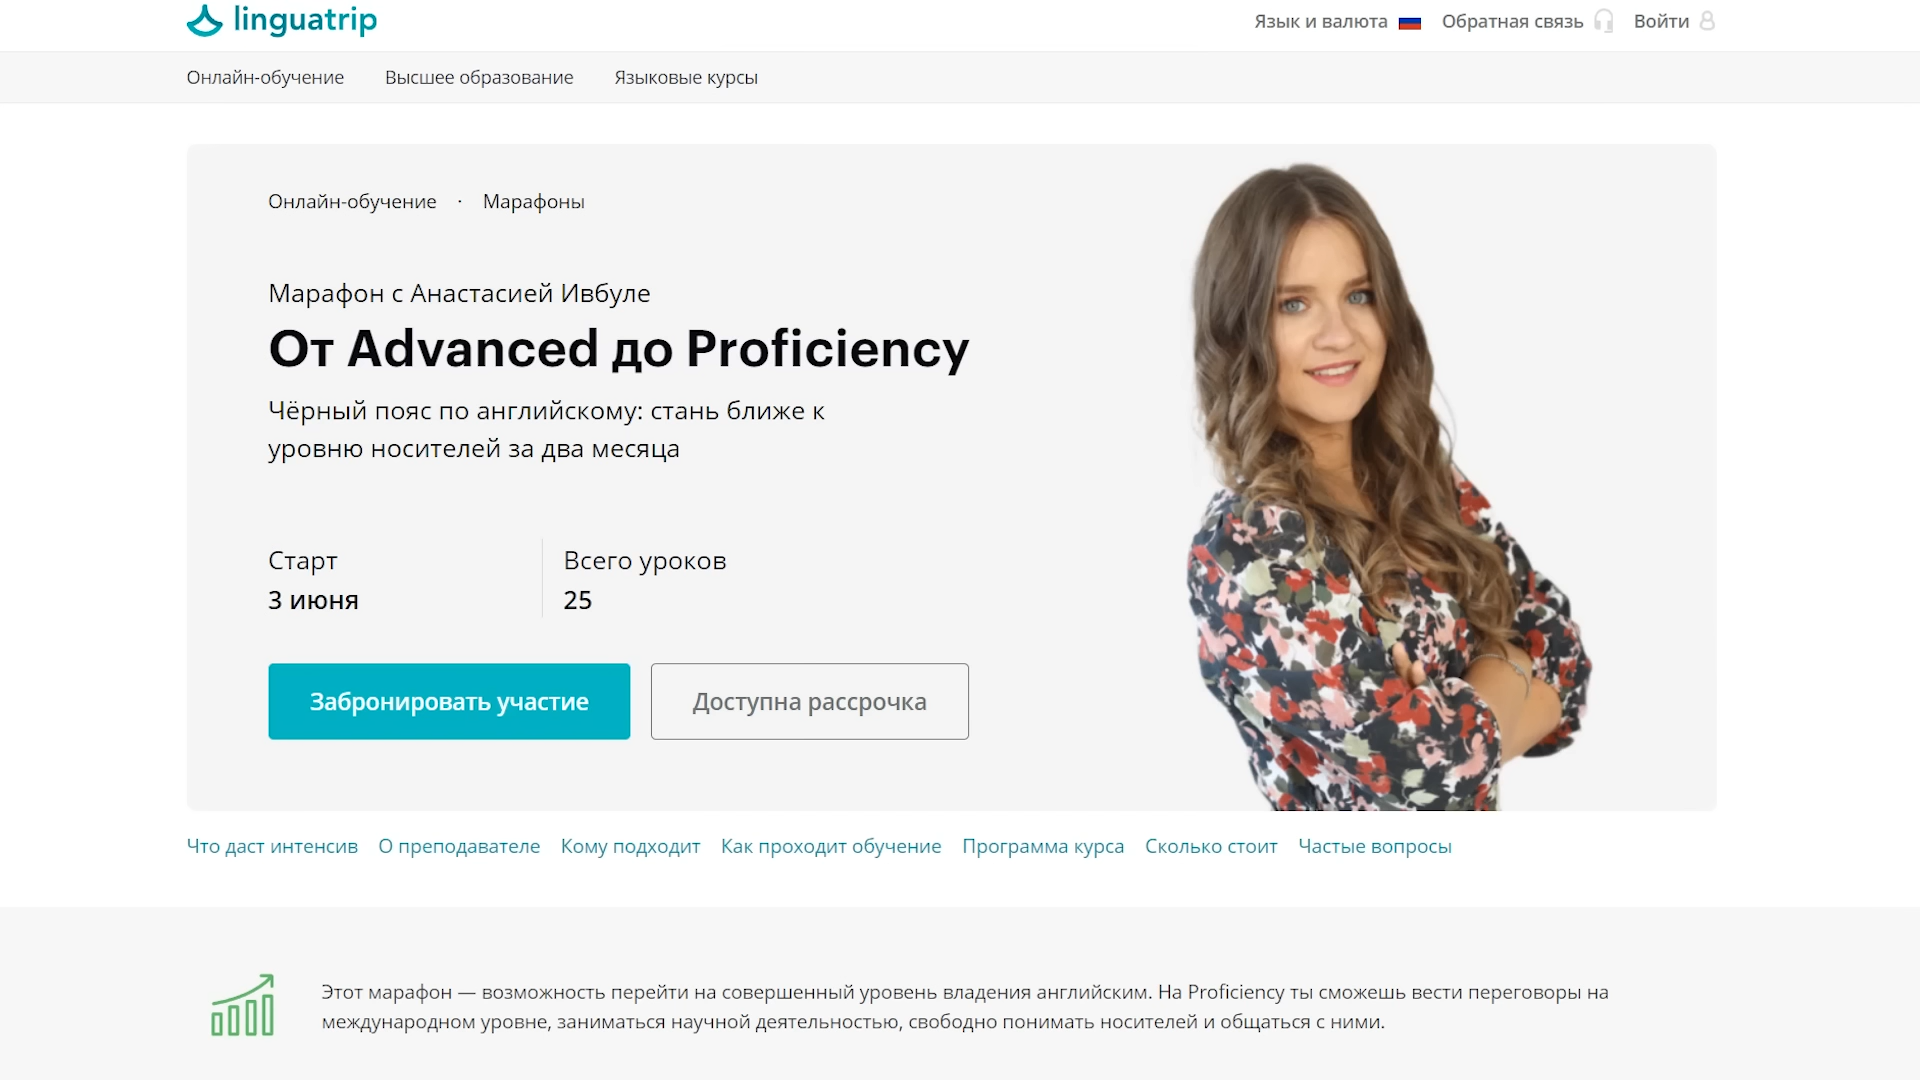 linguatrip
Язык и валюта
Обратная связь
Войти
Онлайн-обучение
Высшее образование
Языковые курсы
Онлайн-обучение · Марафоны
Марафон с Анастасией Ивбуле
От Advanced до Proficiency
Чёрный пояс по английскому: стань ближе к
уровню носителей за два месяца
Старт
3 июня
Всего уроков
25
Забронировать участие
Доступна рассрочка
Что даст интенсив
О преподавателе
Кому подходит
Как проходит обучение
Программа курса
Сколько стоит
Частые вопросы
Этот марафон — возможность перейти на совершенный уровень владения английским. На Proficiency ты сможешь вести переговоры на
международном уровне, заниматься научной деятельностью, свободно понимать носителей и общаться с ними.